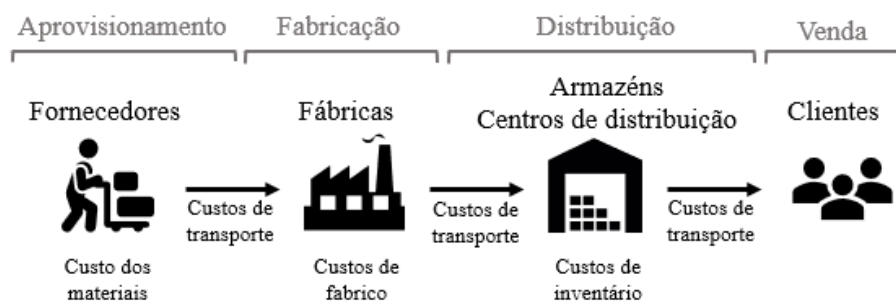 Aprovisionamento
Fabricação
Distribuição
Venda
Fornecedores
Fábricas
Armazéns
Centros de distribuição
Clientes
Custos de
transporte
Custos de
transporte
Custos de
transporte
Custo dos
materiais
Custos de
fabrico
Custos de
inventário